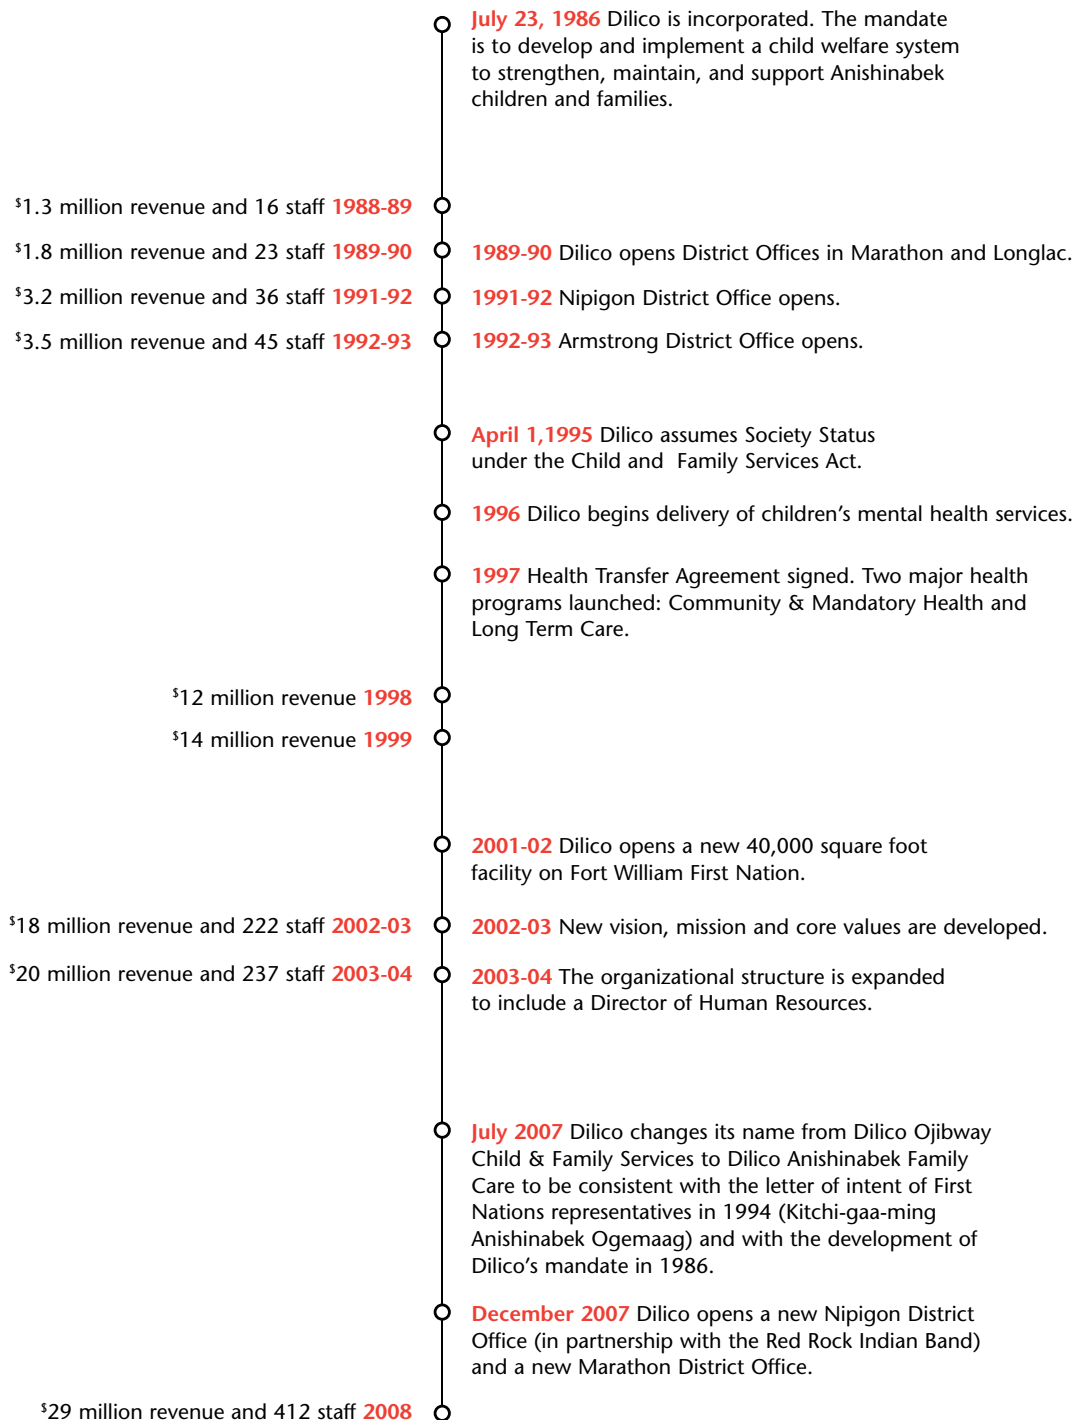 July 23, 1986 Dilico is incorporated. The mandate
is to develop and implement a child welfare system
to strengthen, maintain, and support Anishinabek
children and families.
$1.3 million revenue and 16 staff 1988-89
$1.8 million revenue and 23 staff 1989-90
1989-90 Dilico opens District Offices in Marathon and Longlac.
$3.2 million revenue and 36 staff 1991-92
1991-92 Nipigon District Office opens.
$3.5 million revenue and 45 staff 1992-93
1992-93 Armstrong District Office opens.
April 1,1995 Dilico assumes Society Status
under the Child and Family Services Act.
1996 Dilico begins delivery of children’s mental health services.
1997 Health Transfer Agreement signed. Two major health
programs launched: Community & Mandatory Health and
Long Term Care.
$12 million revenue 1998
$14 million revenue 1999
2001-02 Dilico opens a new 40,000 square foot
facility on Fort William First Nation.
$18 million revenue and 222 staff 2002-03
2002-03 New vision, mission and core values are developed.
$20 million revenue and 237 staff 2003-04
2003-04 The organizational structure is expanded
to include a Director of Human Resources.
July 2007 Dilico changes its name from Dilico Ojibway
Child & Family Services to Dilico Anishinabek Family
Care to be consistent with the letter of intent of First
Nations representatives in 1994 (Kitchi-gaa-ming
Anishinabek Ogemaag) and with the development of
Dilico’s mandate in 1986.
December 2007 Dilico opens a new Nipigon District
Office (in partnership with the Red Rock Indian Band)
and a new Marathon District Office.
$29 million revenue and 412 staff 2008